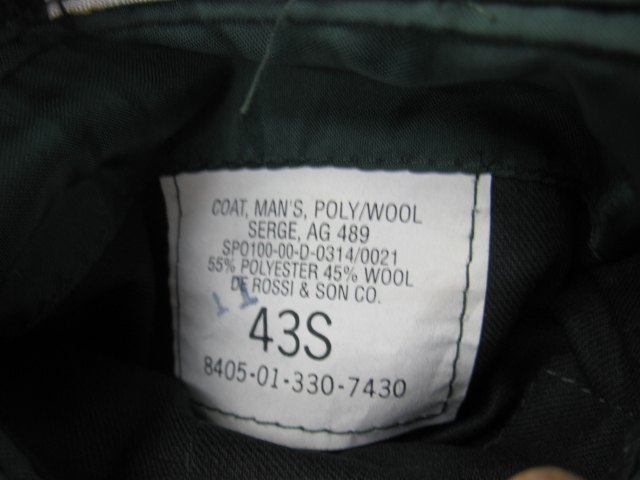 COAT, MAN'S, POLY/WOOL
SERGE, AG 489
SPO100-00-D-0314/0021
55% POLYESTER 45% WOOL
DE ROSSI & SON CO.
43S
8405-01-330-7430